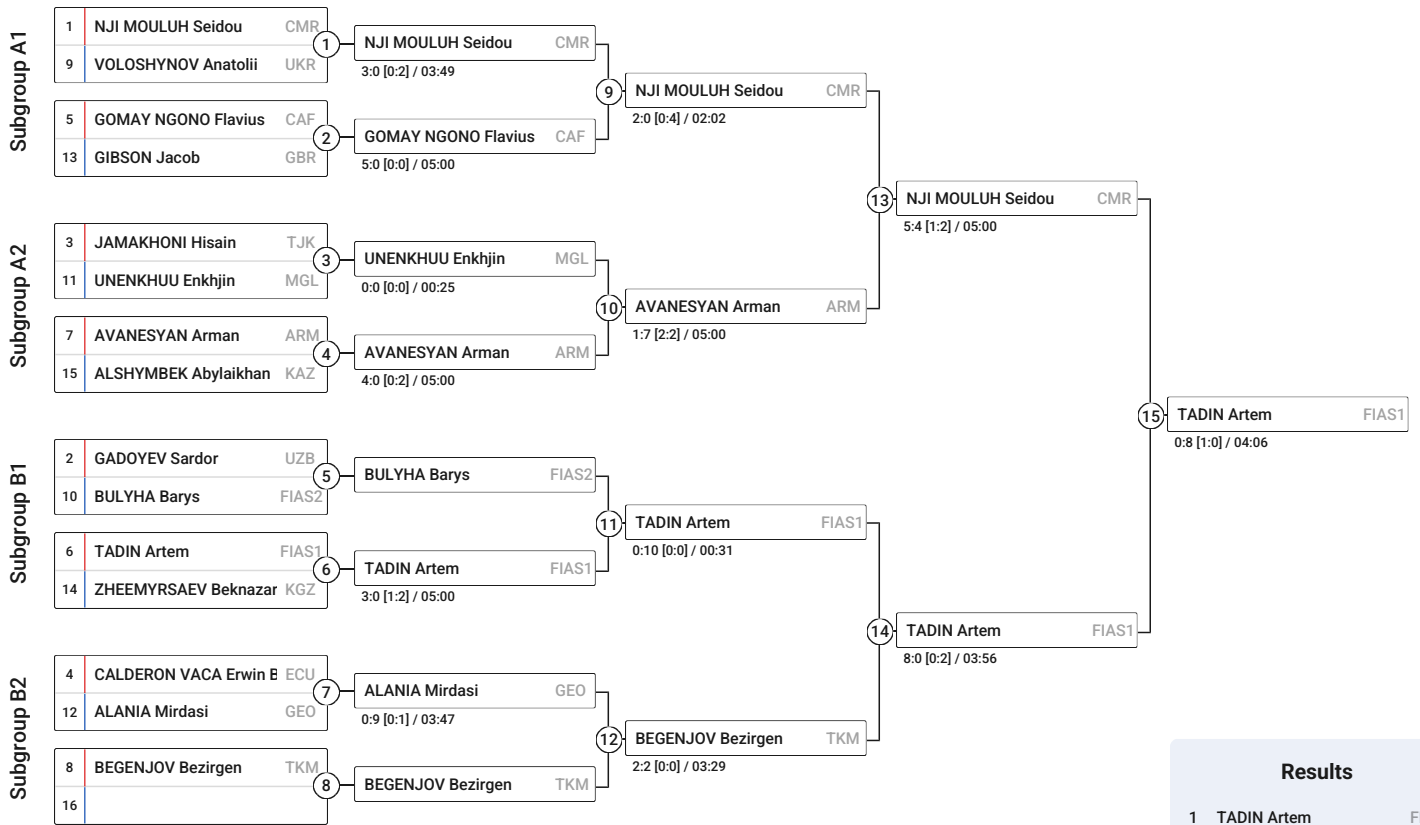 Subgroup A1
1 NJI MOULUH Seidou CMR
9 VOLOSHYNOV Anatolii UKR
1
NJI MOULUH Seidou CMR
3:0 [0:2] / 03:49
5 GOMAY NGONO Flavius CAF
13 GIBSON Jacob GBR
2
GOMAY NGONO Flavius CAF
5:0 [0:0] / 05:00
9
NJI MOULUH Seidou CMR
2:0 [0:4] / 02:02
Subgroup A2
3 JAMAKHONI Hisain TJK
11 UNENKHUU Enkhjin MGL
3
UNENKHUU Enkhjin MGL
0:0 [0:0] / 00:25
7 AVANESYAN Arman ARM
15 ALSHYMBEK Abylaikhan KAZ
4
AVANESYAN Arman ARM
4:0 [0:2] / 05:00
10
AVANESYAN Arman ARM
1:7 [2:2] / 05:00
13
NJI MOULUH Seidou CMR
5:4 [1:2] / 05:00
Subgroup B1
2 GADOYEV Sardor UZB
10 BULYHA Barys FIAS2
5
BULYHA Barys FIAS2
6 TADIN Artem FIAS1
14 ZHEEMYRSAEV Beknazar KGZ
6
TADIN Artem FIAS1
3:0 [1:2] / 05:00
11
TADIN Artem FIAS1
0:10 [0:0] / 00:31
Subgroup B2
4 CALDERON VACA Erwin B ECU
12 ALANIA Mirdasi GEO
7
ALANIA Mirdasi GEO
0:9 [0:1] / 03:47
8 BEGENJOV Bezirgen TKM
16
8
BEGENJOV Bezirgen TKM
12
BEGENJOV Bezirgen TKM
2:2 [0:0] / 03:29
14
TADIN Artem FIAS1
8:0 [0:2] / 03:56
15
TADIN Artem FIAS1
0:8 [1:0] / 04:06
Results
1 TADIN Artem